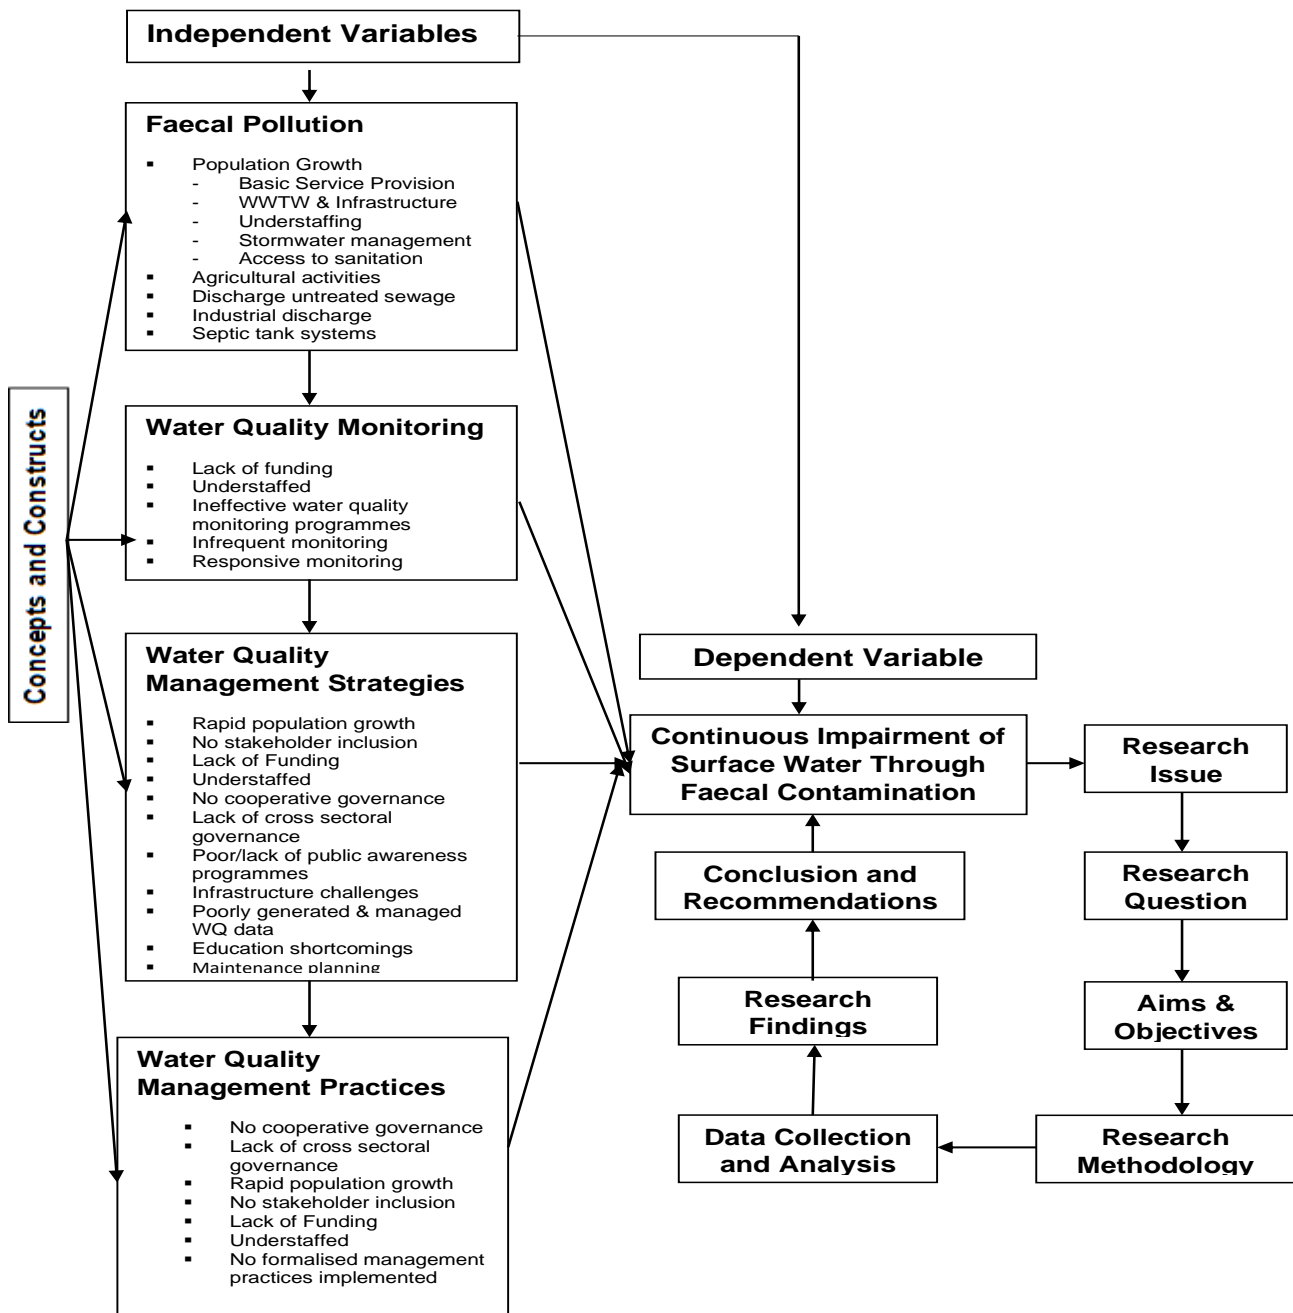 Independent Variables
Faecal Pollution
▪ Population Growth
- Basic Service Provision
- WWTW & Infrastructure
- Understaffing
- Stormwater management
- Access to sanitation
▪ Agricultural activities
▪ Discharge untreated sewage
▪ Industrial discharge
▪ Septic tank systems
Concepts and Constructs
Water Quality Monitoring
▪ Lack of funding
▪ Understaffed
▪ Ineffective water quality
monitoring programmes
▪ Infrequent monitoring
▪ Responsive monitoring
Water Quality
Management Strategies
▪ Rapid population growth
▪ No stakeholder inclusion
▪ Lack of Funding
▪ Understaffed
▪ No cooperative governance
▪ Lack of cross sectoral
governance
▪ Poor/lack of public awareness
programmes
▪ Infrastructure challenges
▪ Poorly generated & managed
WQ data
▪ Education shortcomings
▪ Maintenance planning
Water Quality
Management Practices
▪ No cooperative governance
▪ Lack of cross sectoral
governance
▪ Rapid population growth
▪ No stakeholder inclusion
▪ Lack of Funding
▪ Understaffed
▪ No formalised management
practices implemented
Dependent Variable
Continuous Impairment of
Surface Water Through
Faecal Contamination
Research
Issue
Research
Question
Aims &
Objectives
Research
Methodology
Data Collection
and Analysis
Research
Findings
Conclusion and
Recommendations